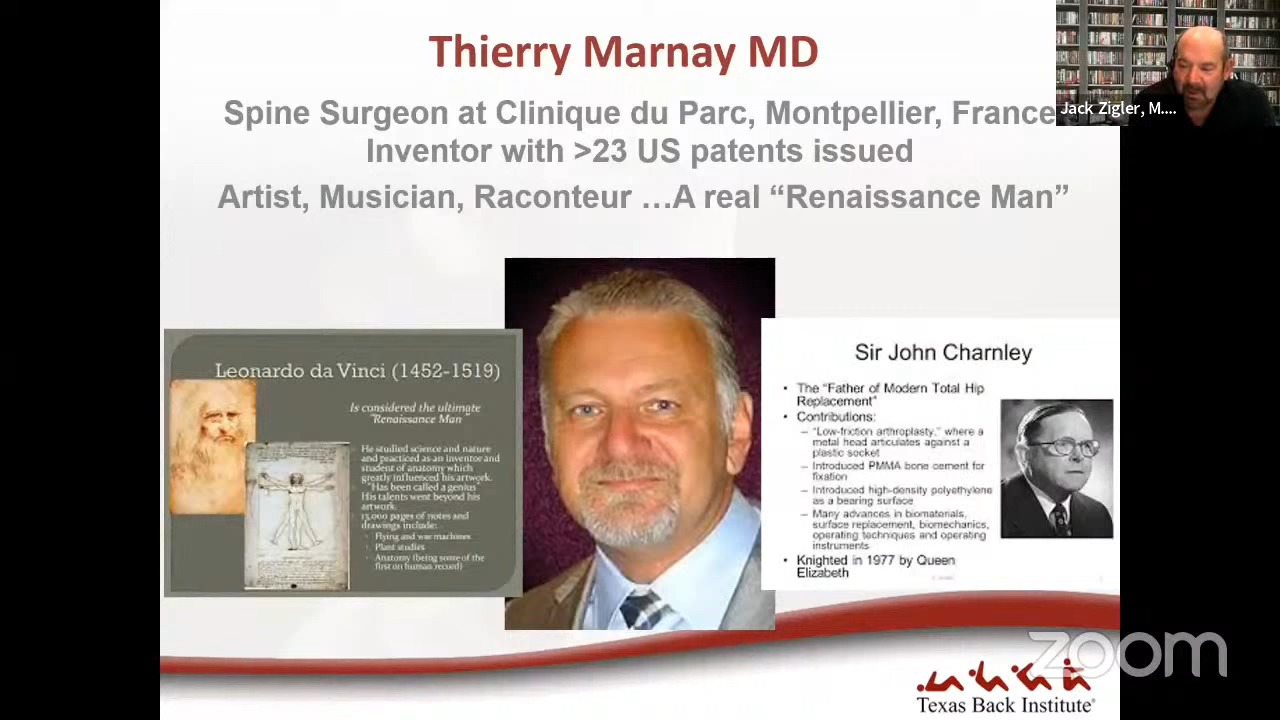 Thierry Marnay MD
Spine Surgeon at Clinique du Parc, Montpellier, France
Inventor with >23 US patents issued
Artist, Musician, Raconteur …A real “Renaissance Man”
Jack Zigler, M....
Leonardo da Vinci (1452-1519)
Is considered the ultimate
"Renaissance Man"
He studied science and nature
and practiced as an inventor and
student of anatomy which
greatly influenced his artwork.
"Has been called a genius"
His talents went beyond his
artwork.
13,000 pages of notes and
drawings include:
Flying and war machines
Plant studies
Anatomy (being some of the
first on human record)
Sir John Charnley
• The "Father of Modern Total Hip
Replacement"
• Contributions:
– "Low-friction arthroplasty," where a
metal head articulates against a
plastic socket
– Introduced PMMA bone cement for
fixation
– Introduced high-density polyethylene
as a bearing surface
– Many advances in biomaterials,
surface replacement, biomechanics,
operating techniques and operating
instruments
• Knighted in 1977 by Queen
Elizabeth
zoom
Texas Back Institute®